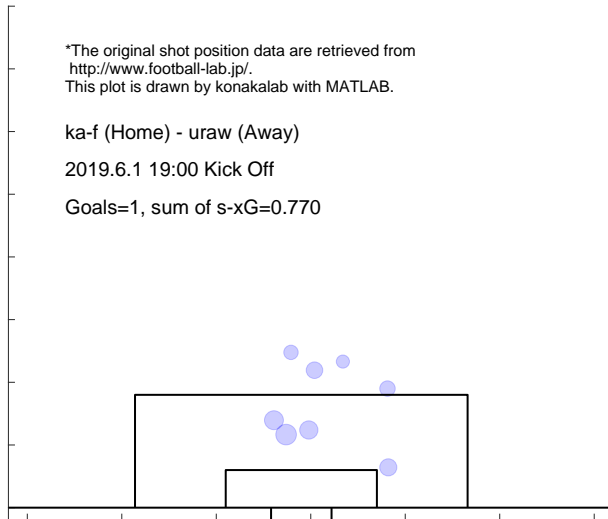 *The original shot position data are retrieved from
http://www.football-lab.jp/.
This plot is drawn by konakalab with MATLAB.
ka-f (Home) - uraw (Away)
2019.6.1 19:00 Kick Off
Goals=1, sum of s-xG=0.770